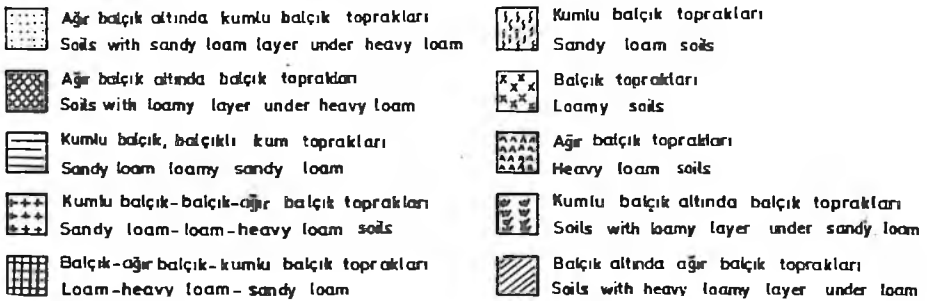 Ağır balçık altında kumlu balçık toprakları
Soils with sandy loam layer under heavy loam
Ağır balçık altında balçık toprakları
Soils with loamy layer under heavy loam
Kumlu balçık, balçıklı kum toprakları
Sandy loam loamy sandy loam
Kumlu balçık-balçık-ağır balçık toprakları
Sandy loam-loam-heavy loam soils
Balçık-ağır balçık-kumlu balçık toprakları
Loam-heavy loam-sandy loam
Kumlu balçık toprakları
Sandy loam soils
Balçık toprakları
Loamy soils
Ağır balçık toprakları
Heavy loam soils
Kumlu balçık altında balçık toprakları
Soils with loamy layer under sandy loam
Balçık altında ağır balçık toprakları
Soils with heavy loamy layer under loam